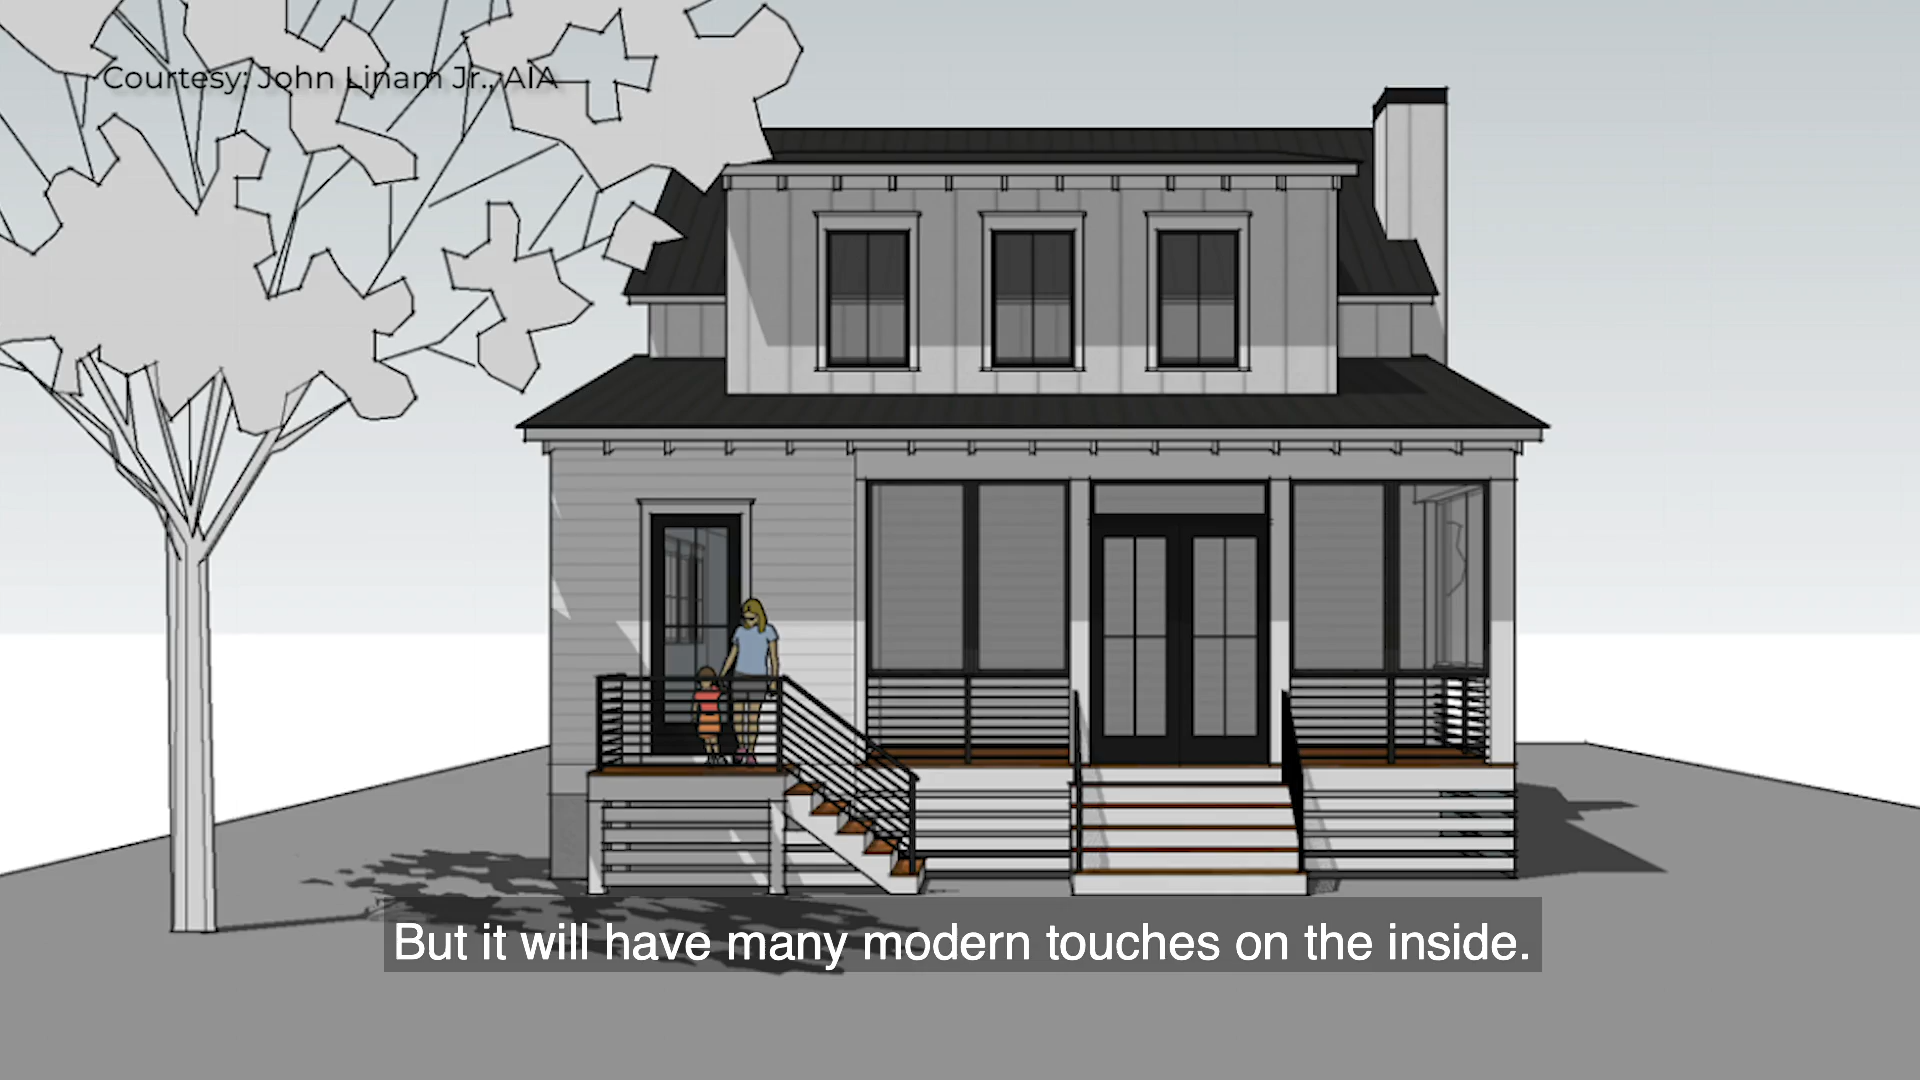 Courtesy: John Linam Jr., AIA
But it will have many modern touches on the inside.